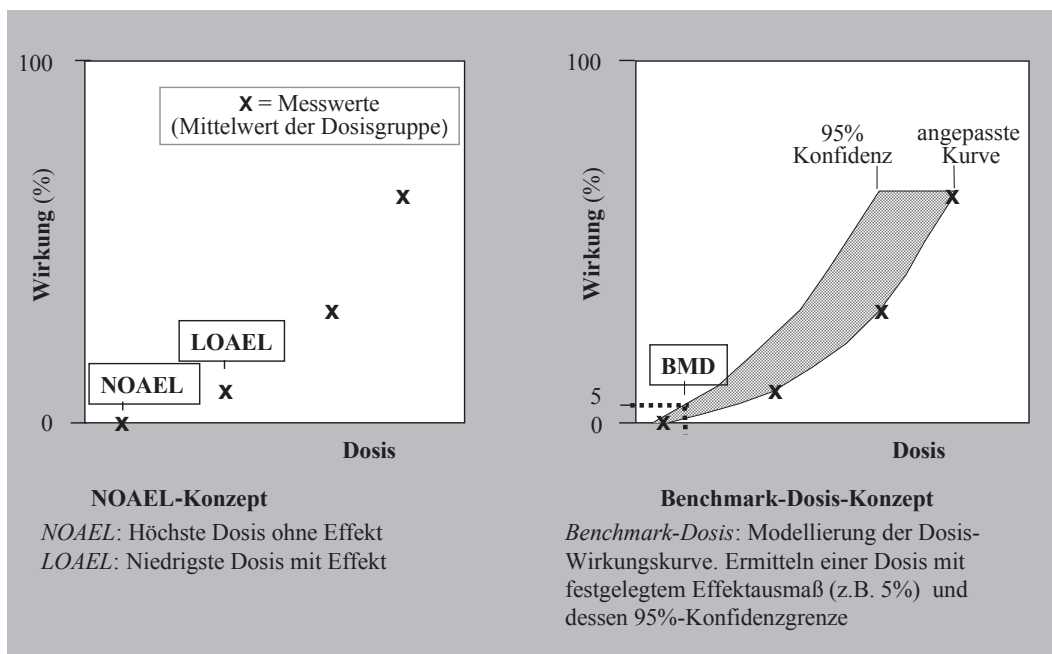 100
X = Messwerte
(Mittelwert der Dosisgruppe)
Wirkung (%)
LOAEL
NOAEL
0
Dosis
NOAEL-Konzept
NOAEL: Höchste Dosis ohne Effekt
LOAEL: Niedrigste Dosis mit Effekt
100
95%
Konfidenz
angepasste
Kurve
Wirkung (%)
BMD
5
0
Dosis
Benchmark-Dosis-Konzept
Benchmark-Dosis: Modellierung der Dosis-
Wirkungskurve. Ermitteln einer Dosis mit
festgelegtem Effektausmaß (z.B. 5%) und
dessen 95%-Konfidenzgrenze